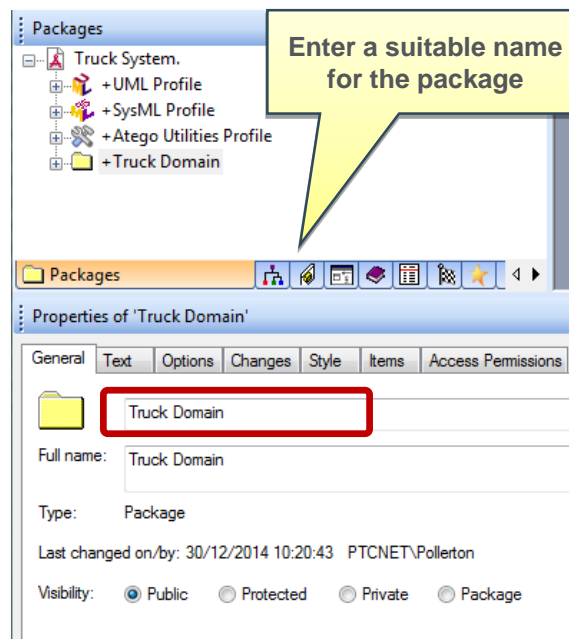 Packages
Enter a suitable name
for the package
Truck System.
+UML Profile
+SysML Profile
+Atego Utilities Profile
+Truck Domain
Packages
Properties of 'Truck Domain'
General Text Options Changes Style Items Access Permissions
Truck Domain
Full name: Truck Domain
Type: Package
Last changed on/by: 30/12/2014 10:20:43 PTCNET\Pollerton
Visibility: Public Protected Private Package